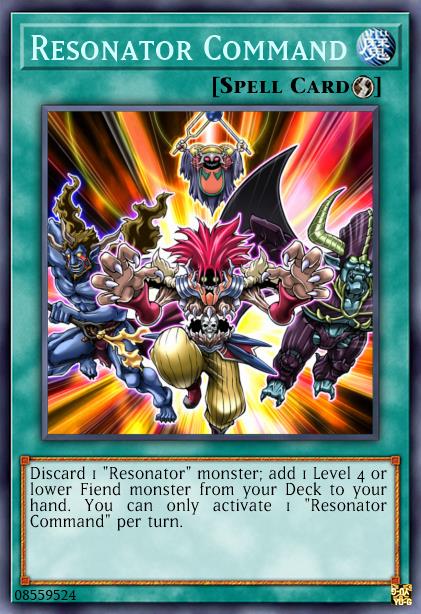 Resonator Command
[Spell Card]
Discard 1 "Resonator" monster; add 1 Level 4 or
lower Fiend monster from your Deck to your
hand. You can only activate 1 "Resonator
Command" per turn.
08559524